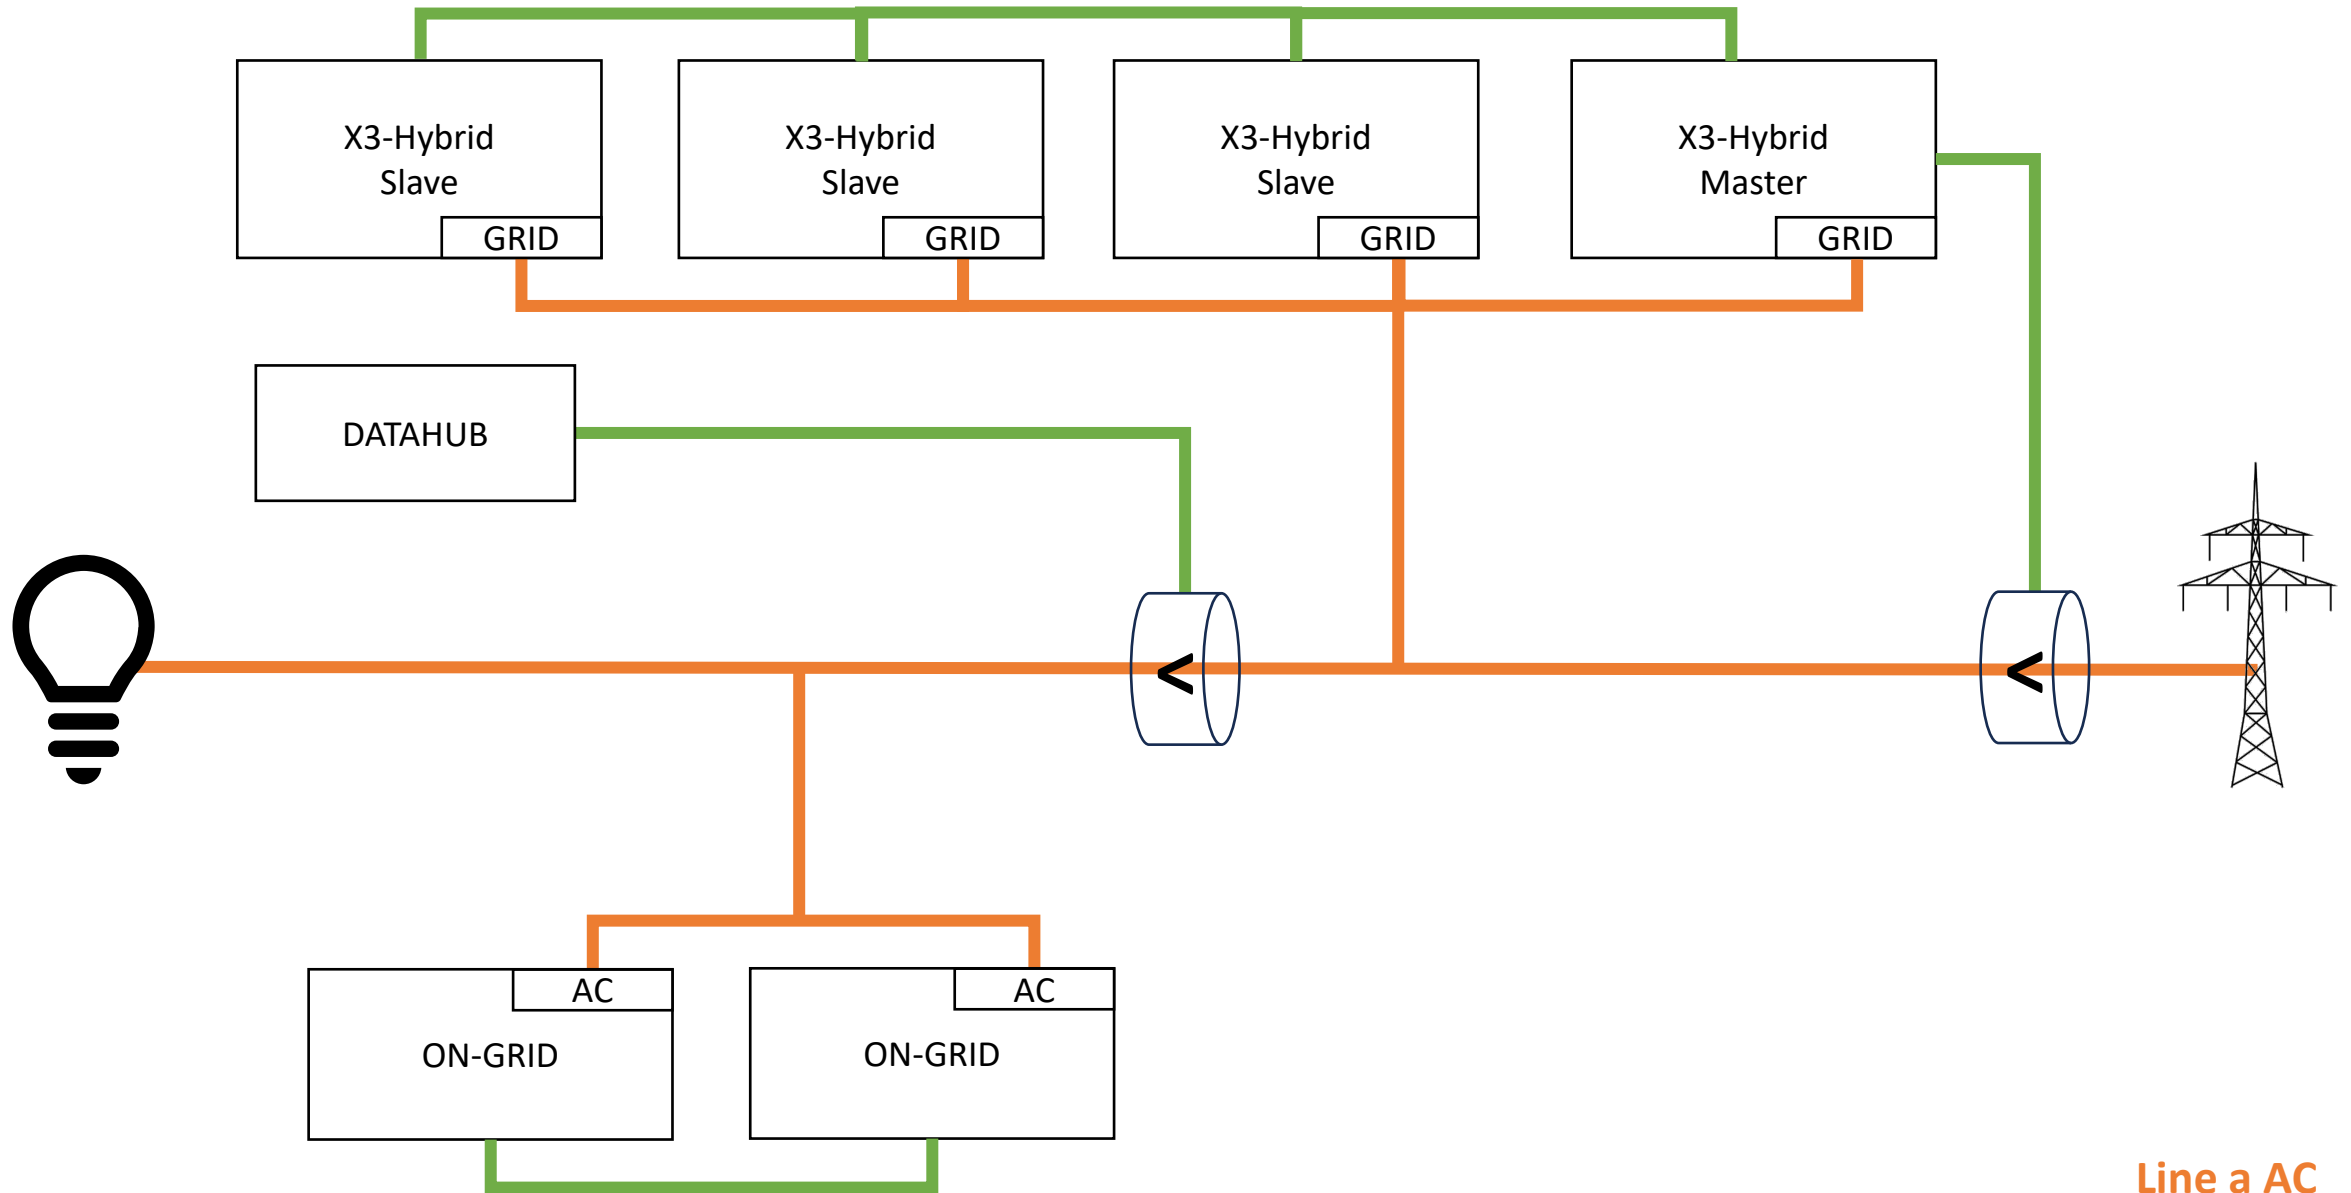 X3-Hybrid
Slave
GRID
X3-Hybrid
Slave
GRID
X3-Hybrid
Slave
GRID
X3-Hybrid
Master
GRID
DATAHUB
<
<
AC
ON-GRID
AC
ON-GRID
Line a AC